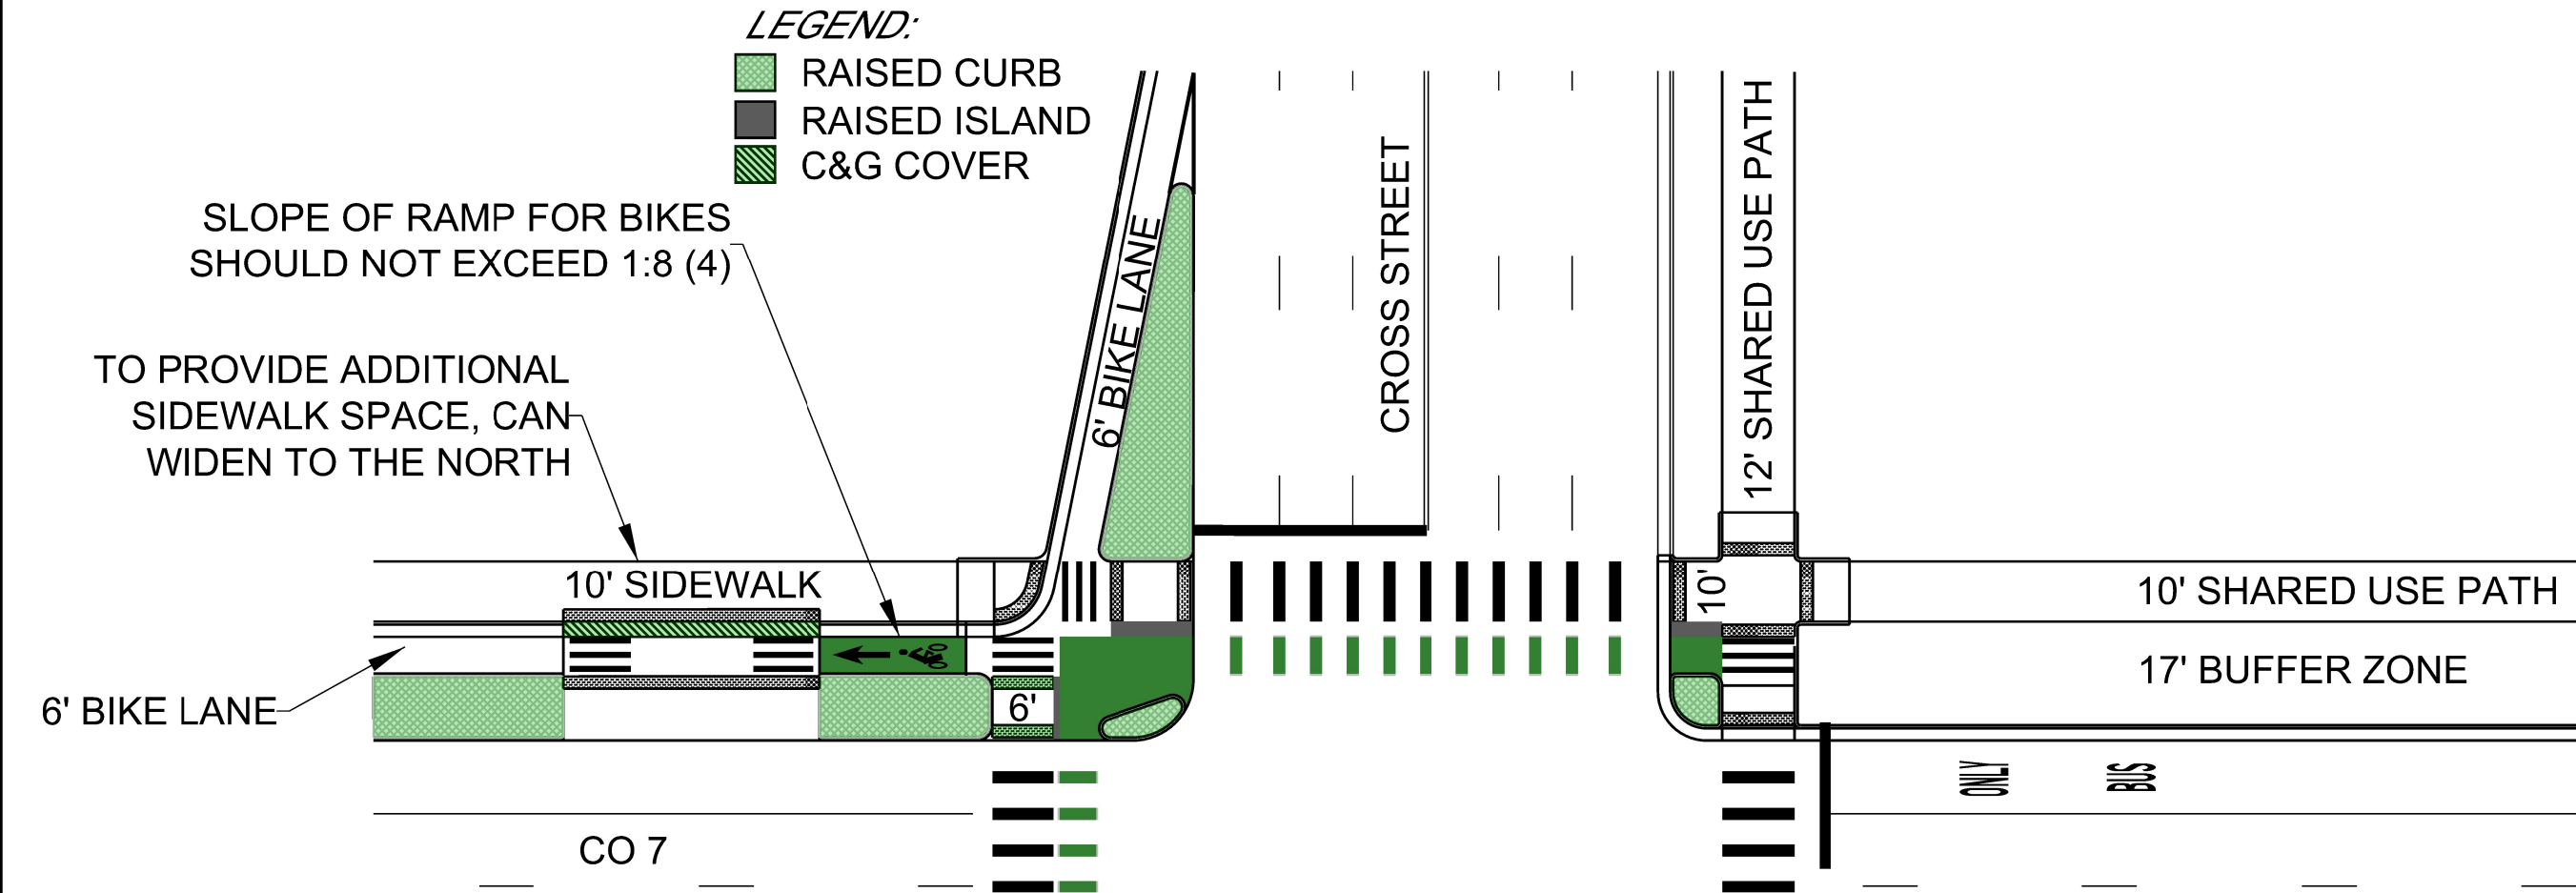 LEGEND:
RAISED CURB
RAISED ISLAND
C&G COVER
SLOPE OF RAMP FOR BIKES
SHOULD NOT EXCEED 1:8 (4)
TO PROVIDE ADDITIONAL
SIDEWALK SPACE, CAN
WIDEN TO THE NORTH
6' BIKE LANE
CROSS STREET
12' SHARED USE PATH
10' SIDEWALK
10'
10' SHARED USE PATH
6' BIKE LANE
6'
17' BUFFER ZONE
ONLY
BUS
CO 7